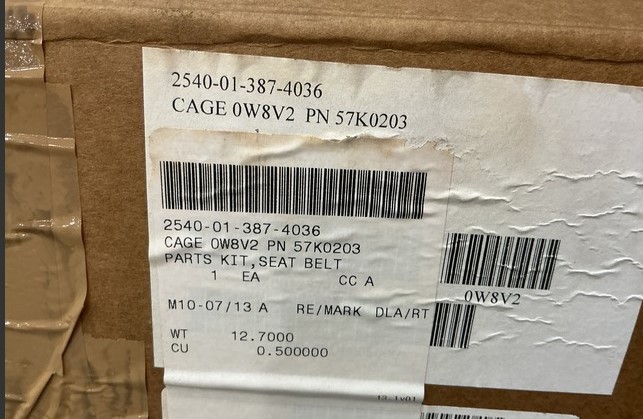 2540-01-387-4036
CAGE 0W8V2 PN 57K0203
2540-01-387-4036
CAGE 0W8V2 PN 57K0203
PARTS KIT,SEAT BELT
1 EA CC A
M10-07/13 A RE/MARK DLA/RT
WT 12.7000
CU 0.500000
0W8V2